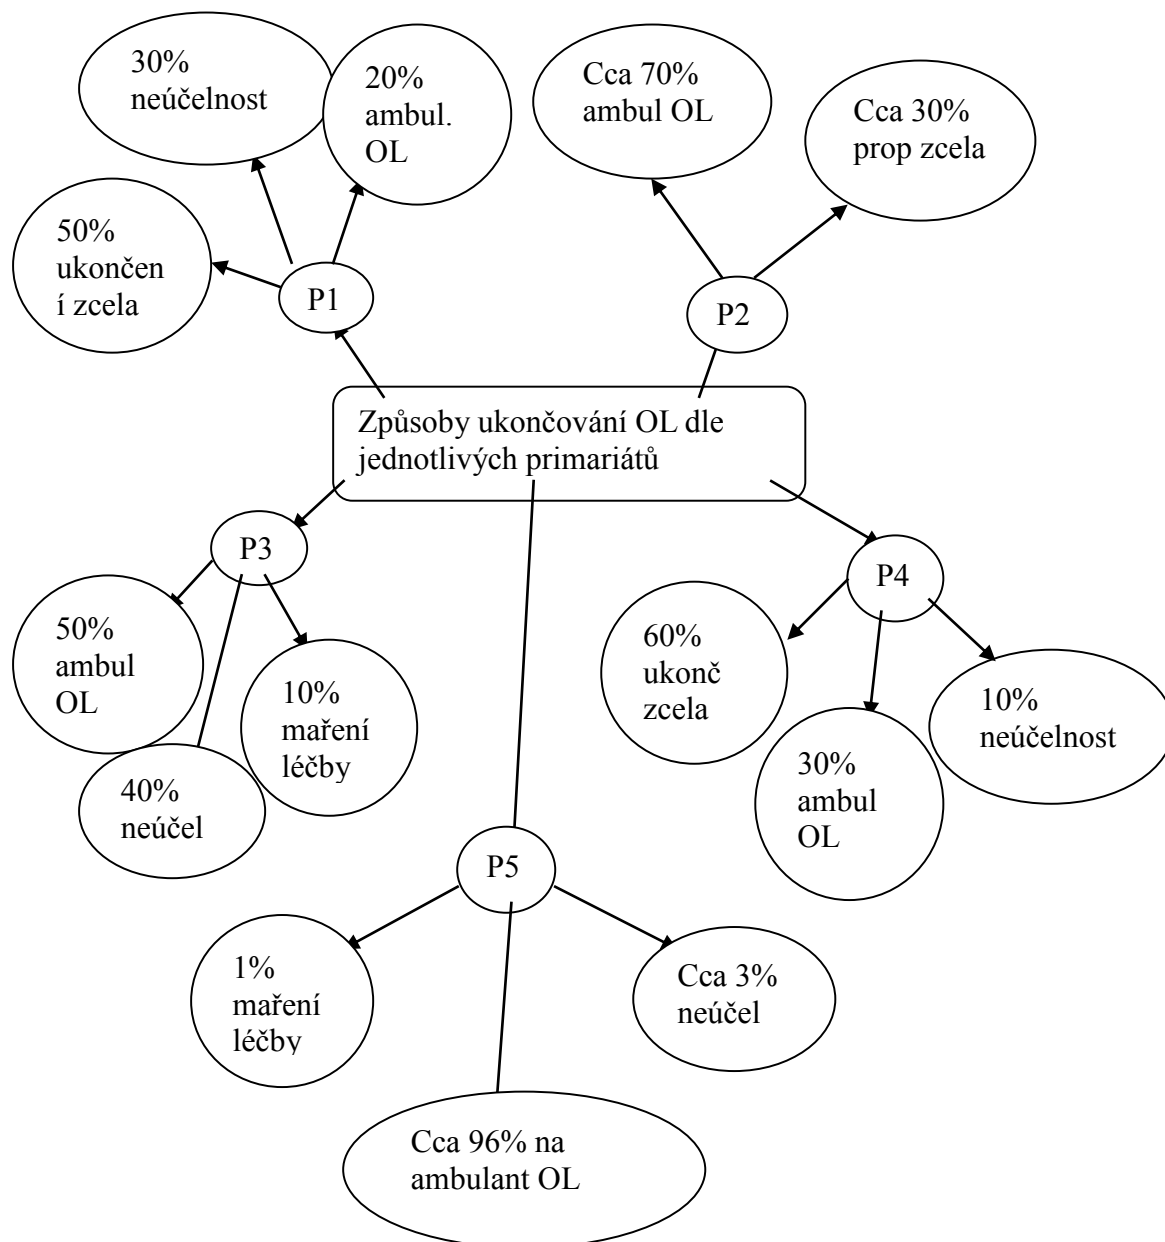 30%
neúčelnost
20%
ambul.
OL
Cca 70%
ambul OL
Cca 30%
prop zcela
50%
ukončen
í zcela
P1
P2
Způsoby ukončování OL dle
jednotlivých primariátů
P3
P4
50%
ambul
OL
10%
maření
léčby
40%
neúčel
60%
ukonč
zcela
30%
ambul
OL
10%
neúčelnost
P5
1%
maření
léčby
Cca 3%
neúčel
Cca 96% na
ambulant OL